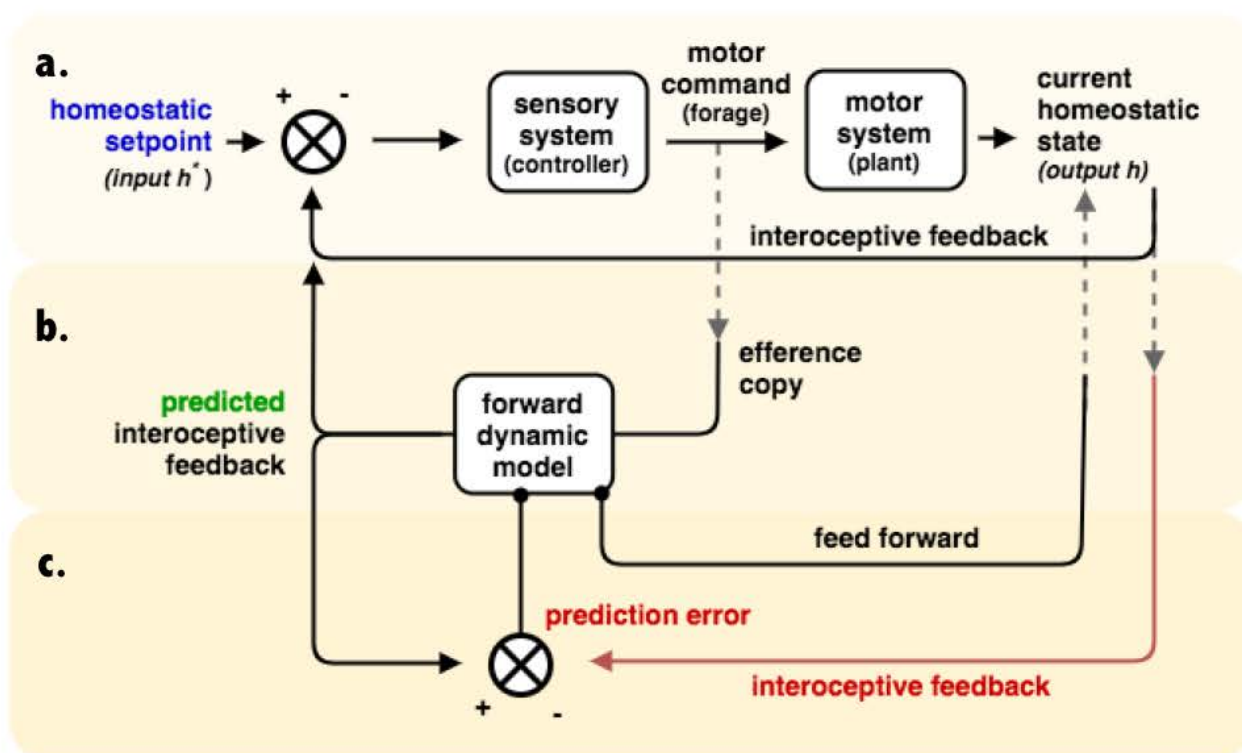 a.
homeostatic
setpoint
(input h*)
+ -
sensory
system
(controller)
motor
command
(forage)
motor
system
(plant)
current
homeostatic
state
(output h)
interoceptive feedback
b.
predicted
interoceptive
feedback
forward
dynamic
model
efference
copy
c.
feed forward
prediction error
interoceptive feedback
+ -